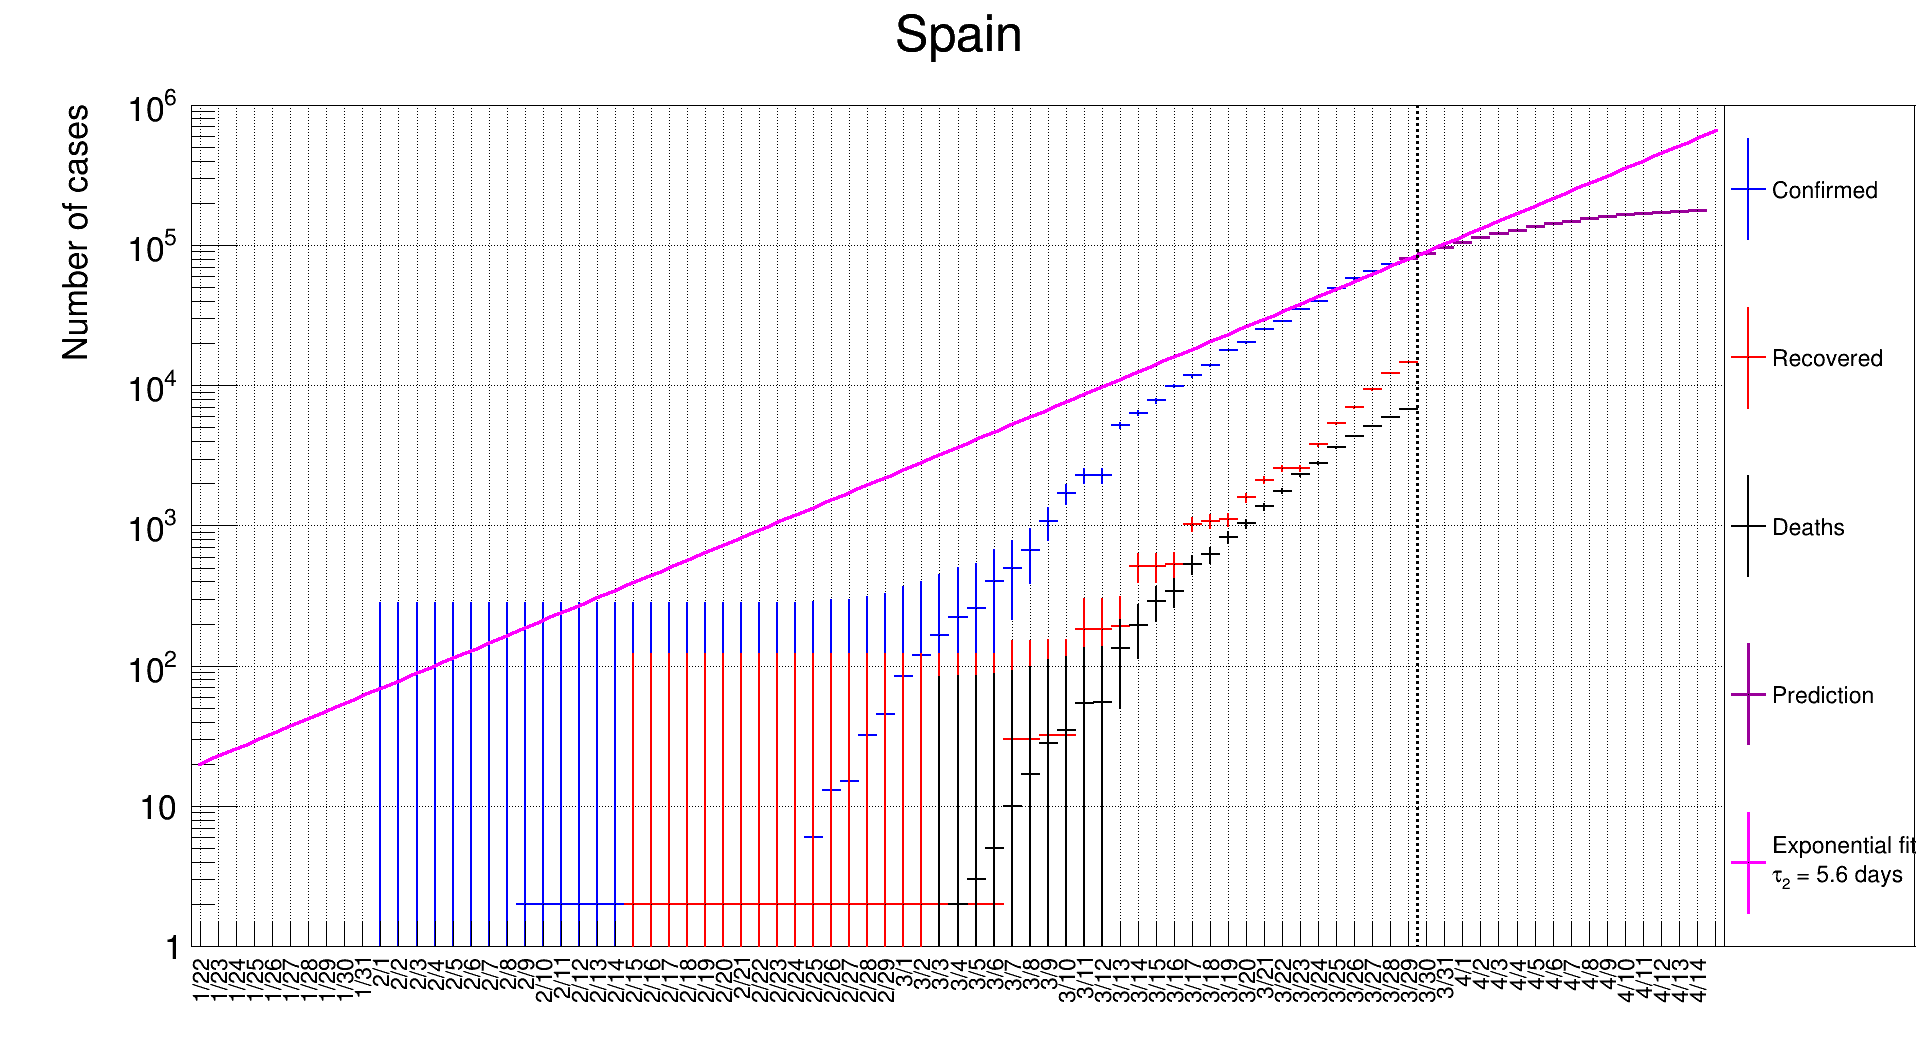 Spain
Number of cases
10^6
10^5
10^4
10^3
10^2
10
1
1/22 1/23 1/24 1/25 1/26 1/27 1/28 1/29 1/30 1/31 2/1 2/2 2/3 2/4 2/5 2/6 2/7 2/8 2/9 2/10 2/11 2/12 2/13 2/14 2/15 2/16 2/17 2/18 2/19 2/20 2/21 2/22 2/23 2/24 2/25 2/26 2/27 2/28 2/29 3/1 3/2 3/3 3/4 3/5 3/6 3/7 3/8 3/9 3/10 3/11 3/12 3/13 3/14 3/15 3/16 3/17 3/18 3/19 3/20 3/21 3/22 3/23 3/24 3/25 3/26 3/27 3/28 3/29 3/30 3/31 4/1 4/2 4/3 4/4 4/5 4/6 4/7 4/8 4/9 4/10 4/11 4/12 4/13 4/14
Confirmed
Recovered
Deaths
Prediction
Exponential fit
τ₂ = 5.6 days